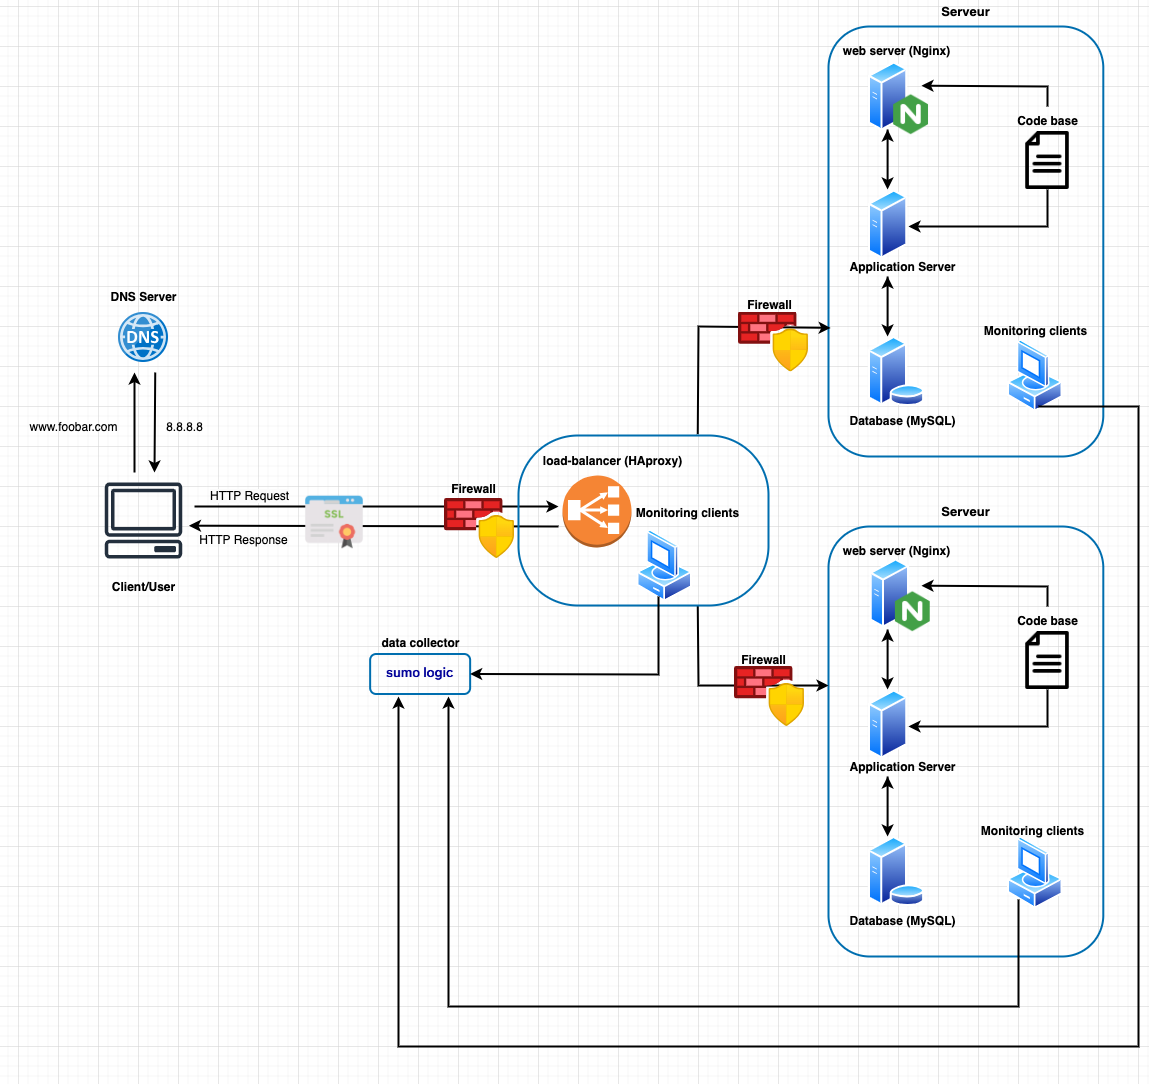 Serveur
web server (Nginx)
N
Code base
Application Server
DNS Server
DNS
Firewall
Monitoring clients
www.foobar.com
8.8.8.8
Database (MySQL)
load-balancer (HAproxy)
HTTP Request
Firewall
SSL
Monitoring clients
HTTP Response
Client/User
Serveur
web server (Nginx)
N
Code base
data collector
sumo logic
Firewall
Application Server
Monitoring clients
Database (MySQL)